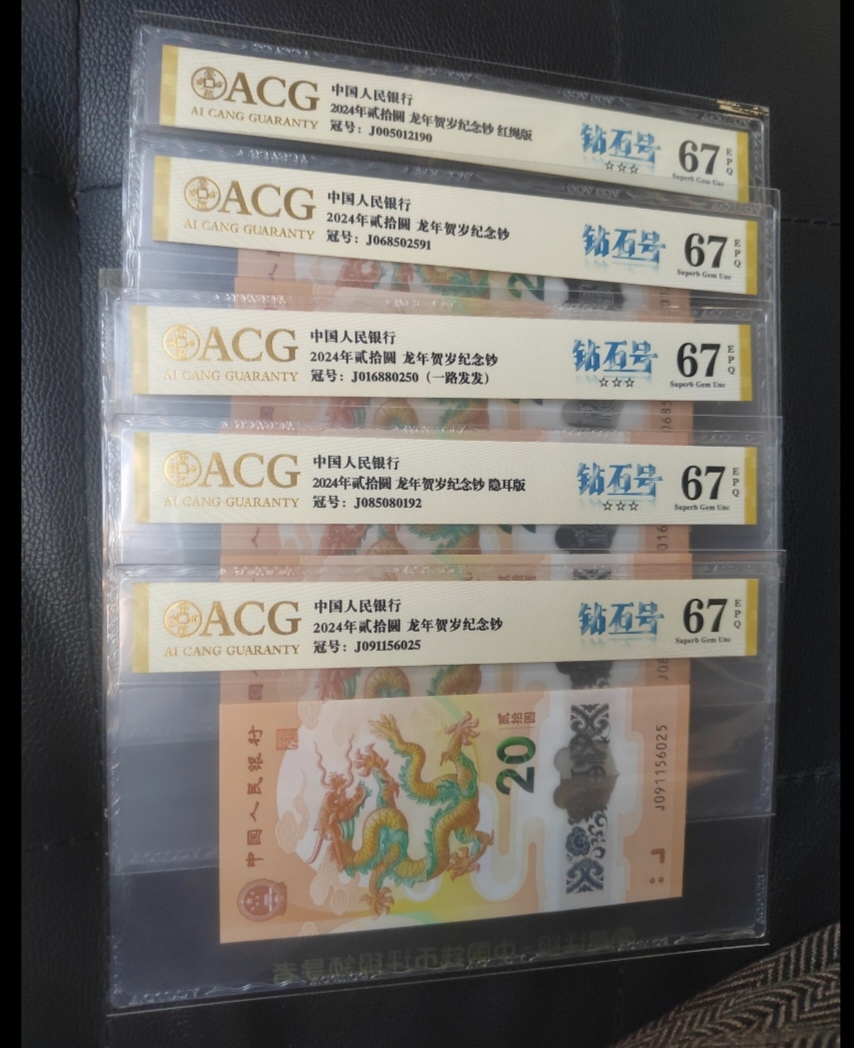 ACG
AI CANG GUARANTY
中国人民银行
2024年贰拾圆 龙年贺岁纪念钞 红绳版
冠号：J005012190
钻石号
☆☆☆
67
EPQ
Superb Gem Unc
ACG
AI CANG GUARANTY
中国人民银行
2024年贰拾圆 龙年贺岁纪念钞
冠号：J068502591
钻石号
67
EPQ
Superb Gem Unc
2
ACG
AI CANG GUARANTY
中国人民银行
2024年贰拾圆 龙年贺岁纪念钞
冠号：J016880250（一路发发）
钻石号
☆☆☆
67
EPQ
Superb Gem Unc
J068
ACG
AI CANG GUARANTY
中国人民银行
2024年贰拾圆 龙年贺岁纪念钞 隐耳版
冠号：J085080192
钻石号
☆☆☆
67
EPQ
Superb Gem Unc
J016
ACG
AI CANG GUARANTY
中国人民银行
2024年贰拾圆 龙年贺岁纪念钞
冠号：J091156025
钻石号
67
EPQ
Superb Gem Unc
J08
中国人民银行
贰拾圆
20
J091156025